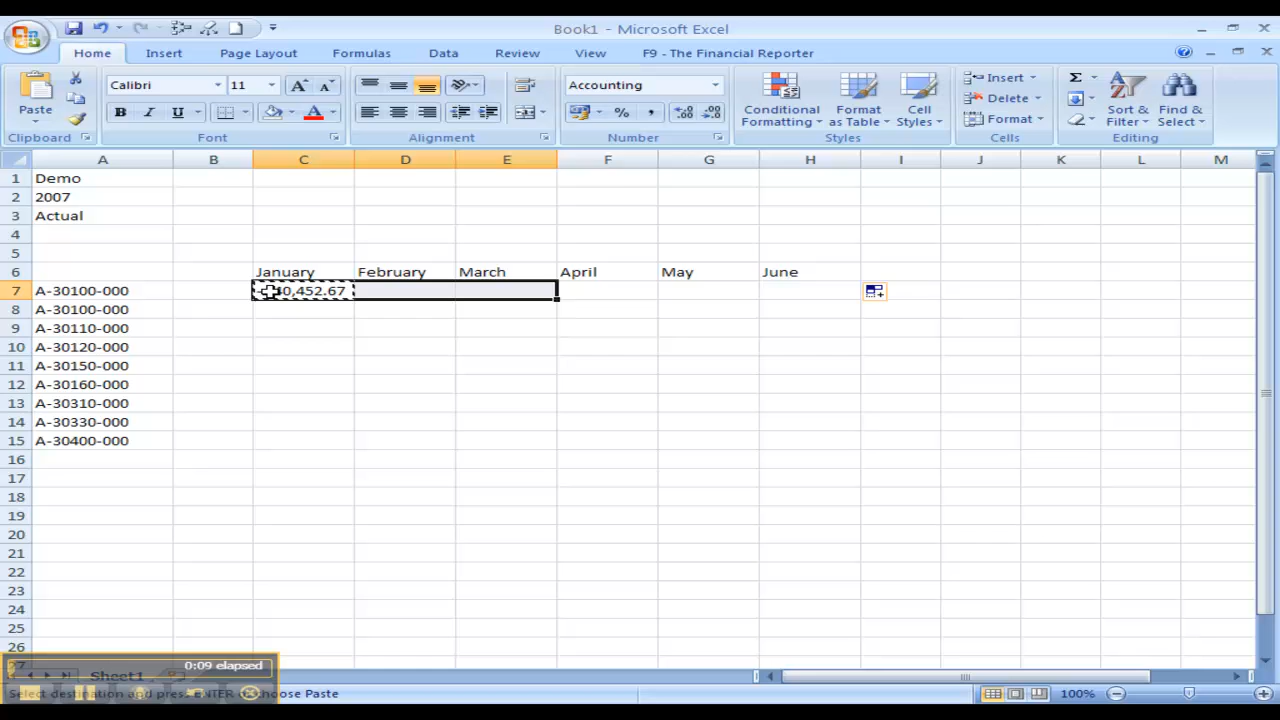 Book1 - Microsoft Excel
Home Insert Page Layout Formulas Data Review View F9 - The Financial Reporter
Paste
Calibri 11
B I U A
Accounting
% ,
Conditional Formatting
Format as Table
Cell Styles
Insert
Delete
Format
Σ
Sort & Filter
Find & Select
Clipboard Font Alignment Number Styles Cells Editing
A B C D E F G H I J K L M
1 Demo
2 2007
3 Actual
4
5
6 January February March April May June
7 A-30100-000
8 A-30100-000
9 A-30110-000
10 A-30120-000
11 A-30150-000
12 A-30160-000
13 A-30310-000
14 A-30330-000
15 A-30400-000
16
17
18
19
20
21
22
23
24
25
26
27
0:09 elapsed
Sheet1
Select destination and press ENTER or choose Paste
100%